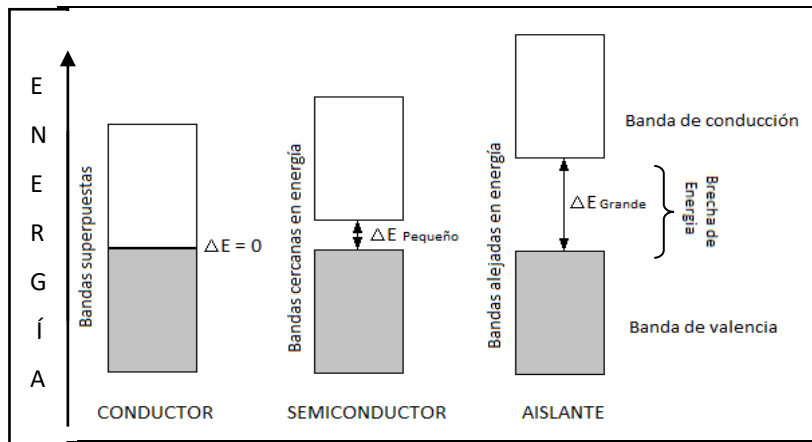 E
N
E
R
G
Í
A
Bandas superpuestas
△E = 0
CONDUCTOR
Bandas cercanas en energía
△E Pequeño
SEMICONDUCTOR
Bandas alejadas en energía
△E Grande
AISLANTE
Banda de conducción
Brecha de
Energia
Banda de valencia